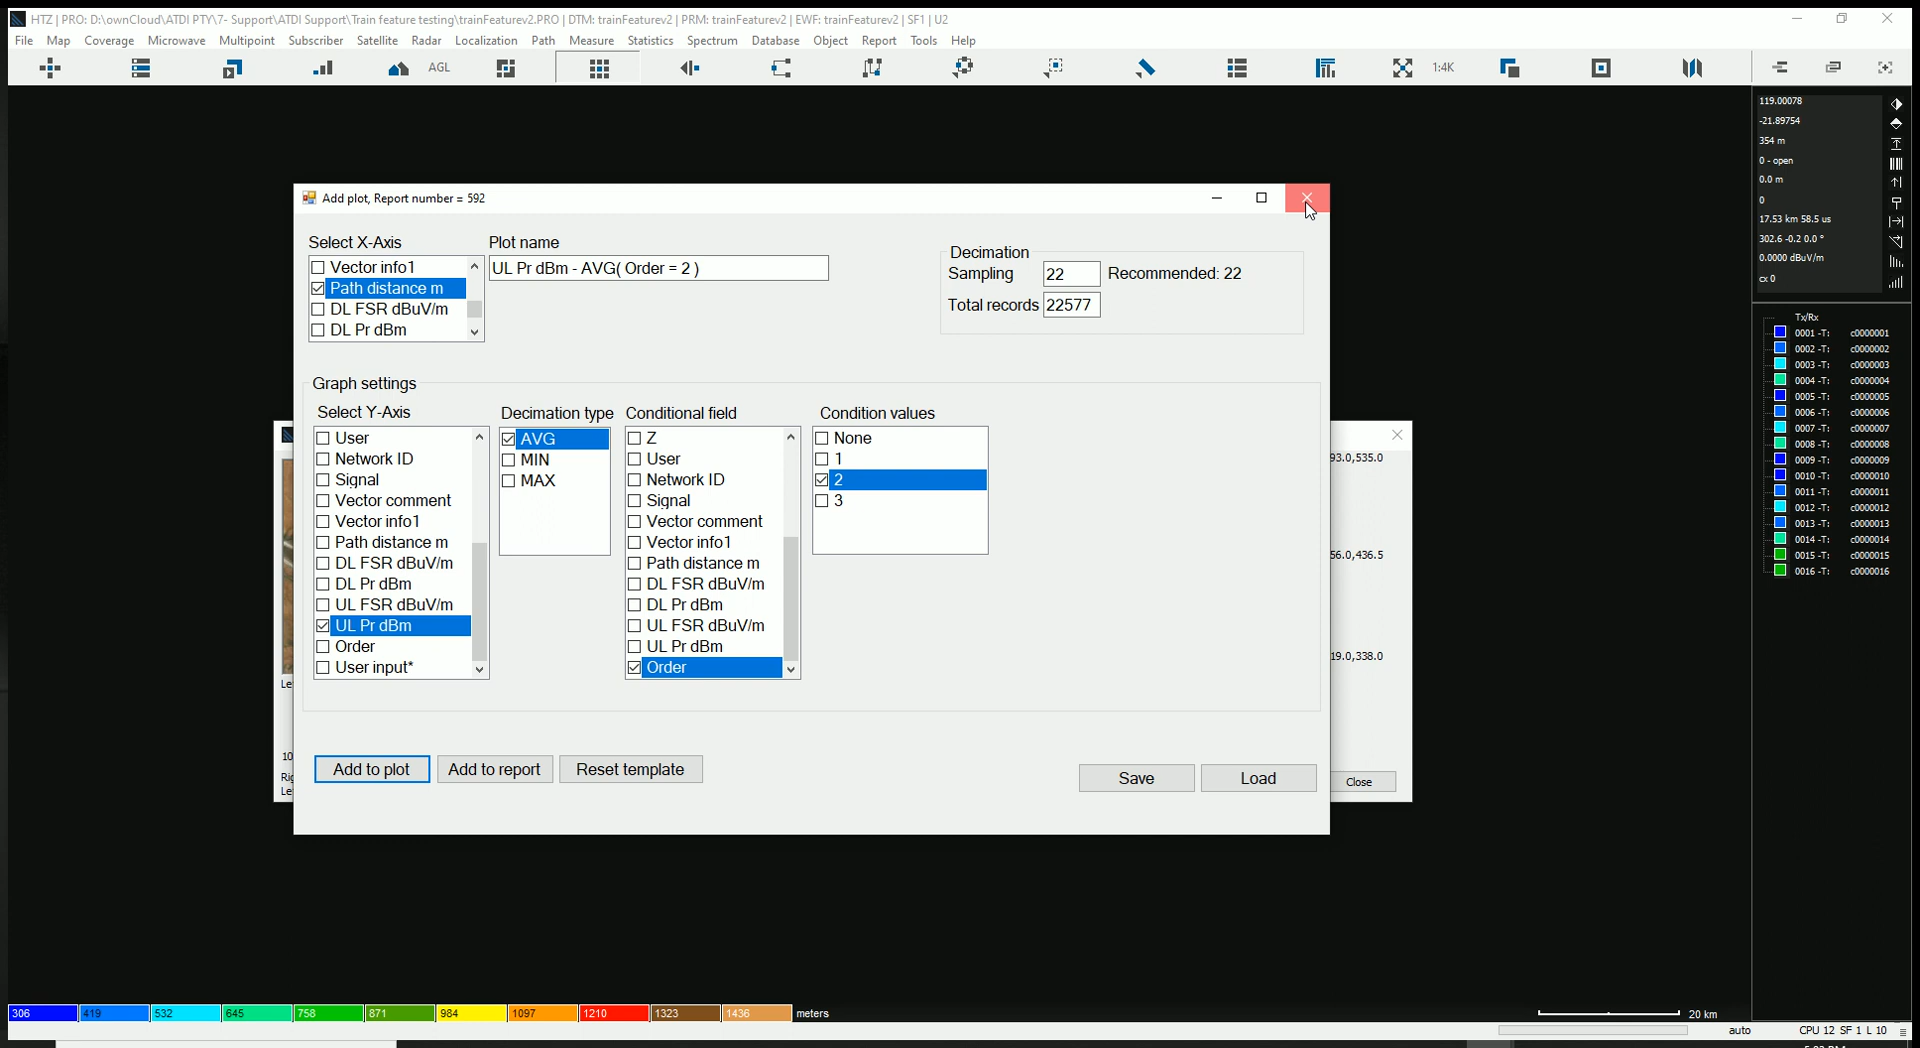 HTZ | PRO: D:\ownCloud\ATDI PTY\7- Support\ATDI Support\Train feature testing\trainFeaturev2.PRO | DTM: trainFeaturev2 | PRM: trainFeaturev2 | EWF: trainFeaturev2 | SF1 | U2
File Map Coverage Microwave Multipoint Subscriber Satellite Radar Localization Path Measure Statistics Spectrum Database Object Report Tools Help
AGL 1:4K
119.00078
-21.89754
354 m
0 - open
0.0 m
0
17.53 km 58.5 us
302.6 -0.2 0.0 °
0.0000 dBuV/m
cx 0
Tx/Rx
0001 -T: c0000001
0002 -T: c0000002
0003 -T: c0000003
0004 -T: c0000004
0005 -T: c0000005
0006 -T: c0000006
0007 -T: c0000007
0008 -T: c0000008
0009 -T: c0000009
0010 -T: c0000010
0011 -T: c0000011
0012 -T: c0000012
0013 -T: c0000013
0014 -T: c0000014
0015 -T: c0000015
0016 -T: c0000016
Add plot, Report number = 592
Select X-Axis
Vector info1
Path distance m
DL FSR dBuV/m
DL Pr dBm
Plot name
UL Pr dBm - AVG( Order = 2 )
Decimation
Sampling 22 Recommended: 22
Total records 22577
Graph settings
Select Y-Axis
User
Network ID
Signal
Vector comment
Vector info1
Path distance m
DL FSR dBuV/m
DL Pr dBm
UL FSR dBuV/m
UL Pr dBm
Order
User input*
Decimation type
AVG
MIN
MAX
Conditional field
Z
User
Network ID
Signal
Vector comment
Vector info1
Path distance m
DL FSR dBuV/m
DL Pr dBm
UL FSR dBuV/m
UL Pr dBm
Order
Condition values
None
1
2
3
Add to plot Add to report Reset template
Save Load
93.0,535.0
56.0,436.5
19.0,338.0
Close
Le
10
Rig
Le
306 419 532 645 758 871 984 1097 1210 1323 1436 meters
20 km
auto CPU 12 SF 1 L 10